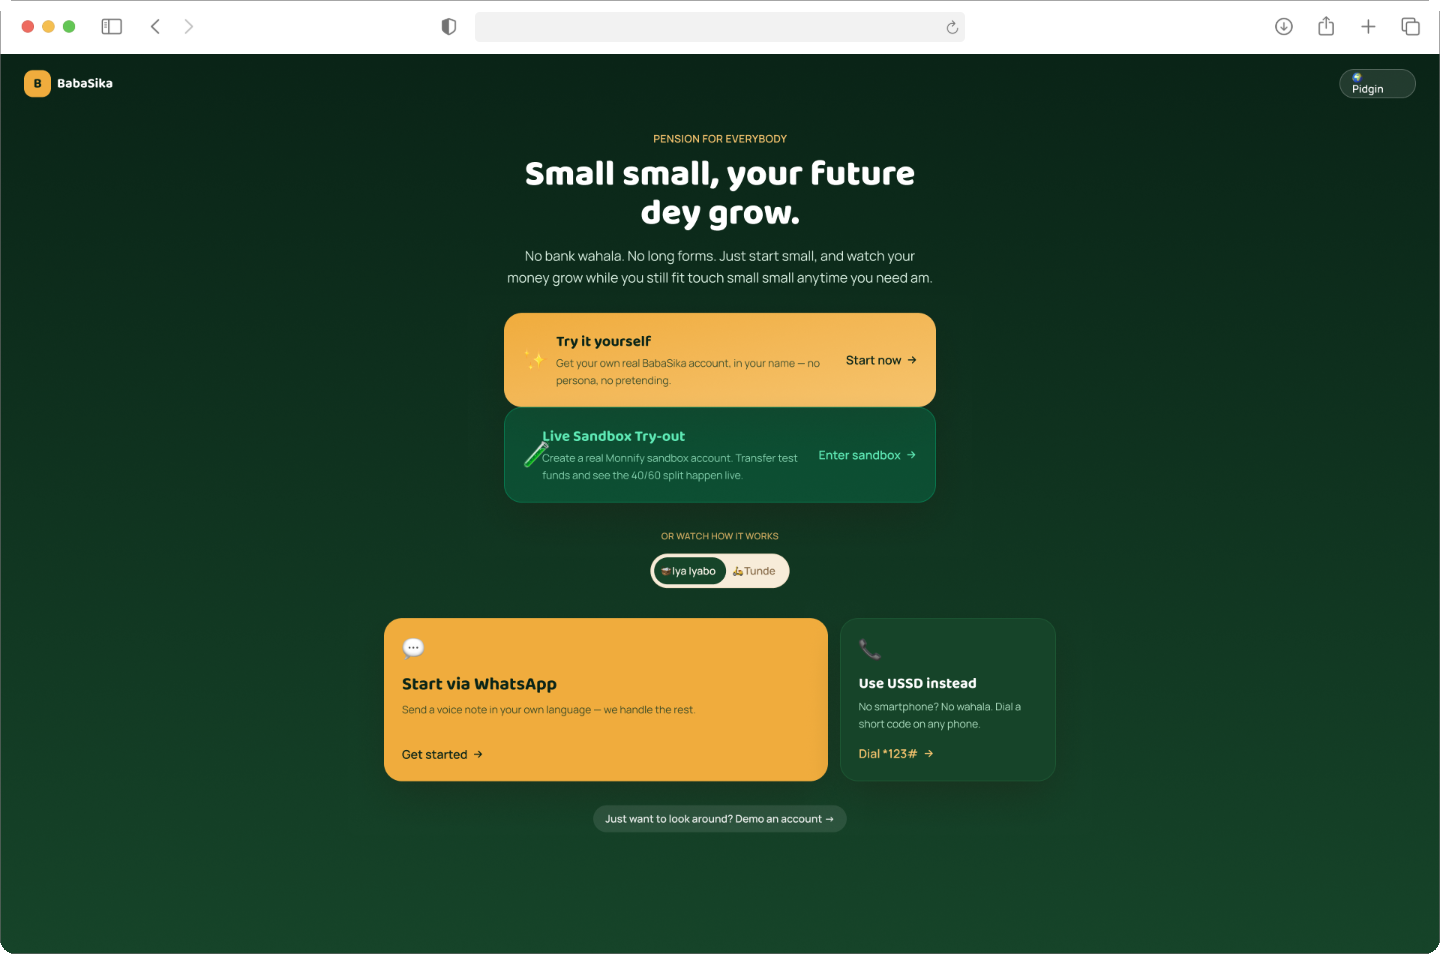 B BabaSika
Pidgin
PENSION FOR EVERYBODY
Small small, your future
dey grow.
No bank wahala. No long forms. Just start small, and watch your
money grow while you still fit touch small small anytime you need am.
Try it yourself
Get your own real BabaSika account, in your name — no
persona, no pretending.
Start now →
Live Sandbox Try-out
Create a real Monnify sandbox account. Transfer test
funds and see the 40/60 split happen live.
Enter sandbox →
OR WATCH HOW IT WORKS
Iya Iyabo
Tunde
Start via WhatsApp
Send a voice note in your own language — we handle the rest.
Get started →
Use USSD instead
No smartphone? No wahala. Dial a
short code on any phone.
Dial *123# →
Just want to look around? Demo an account →